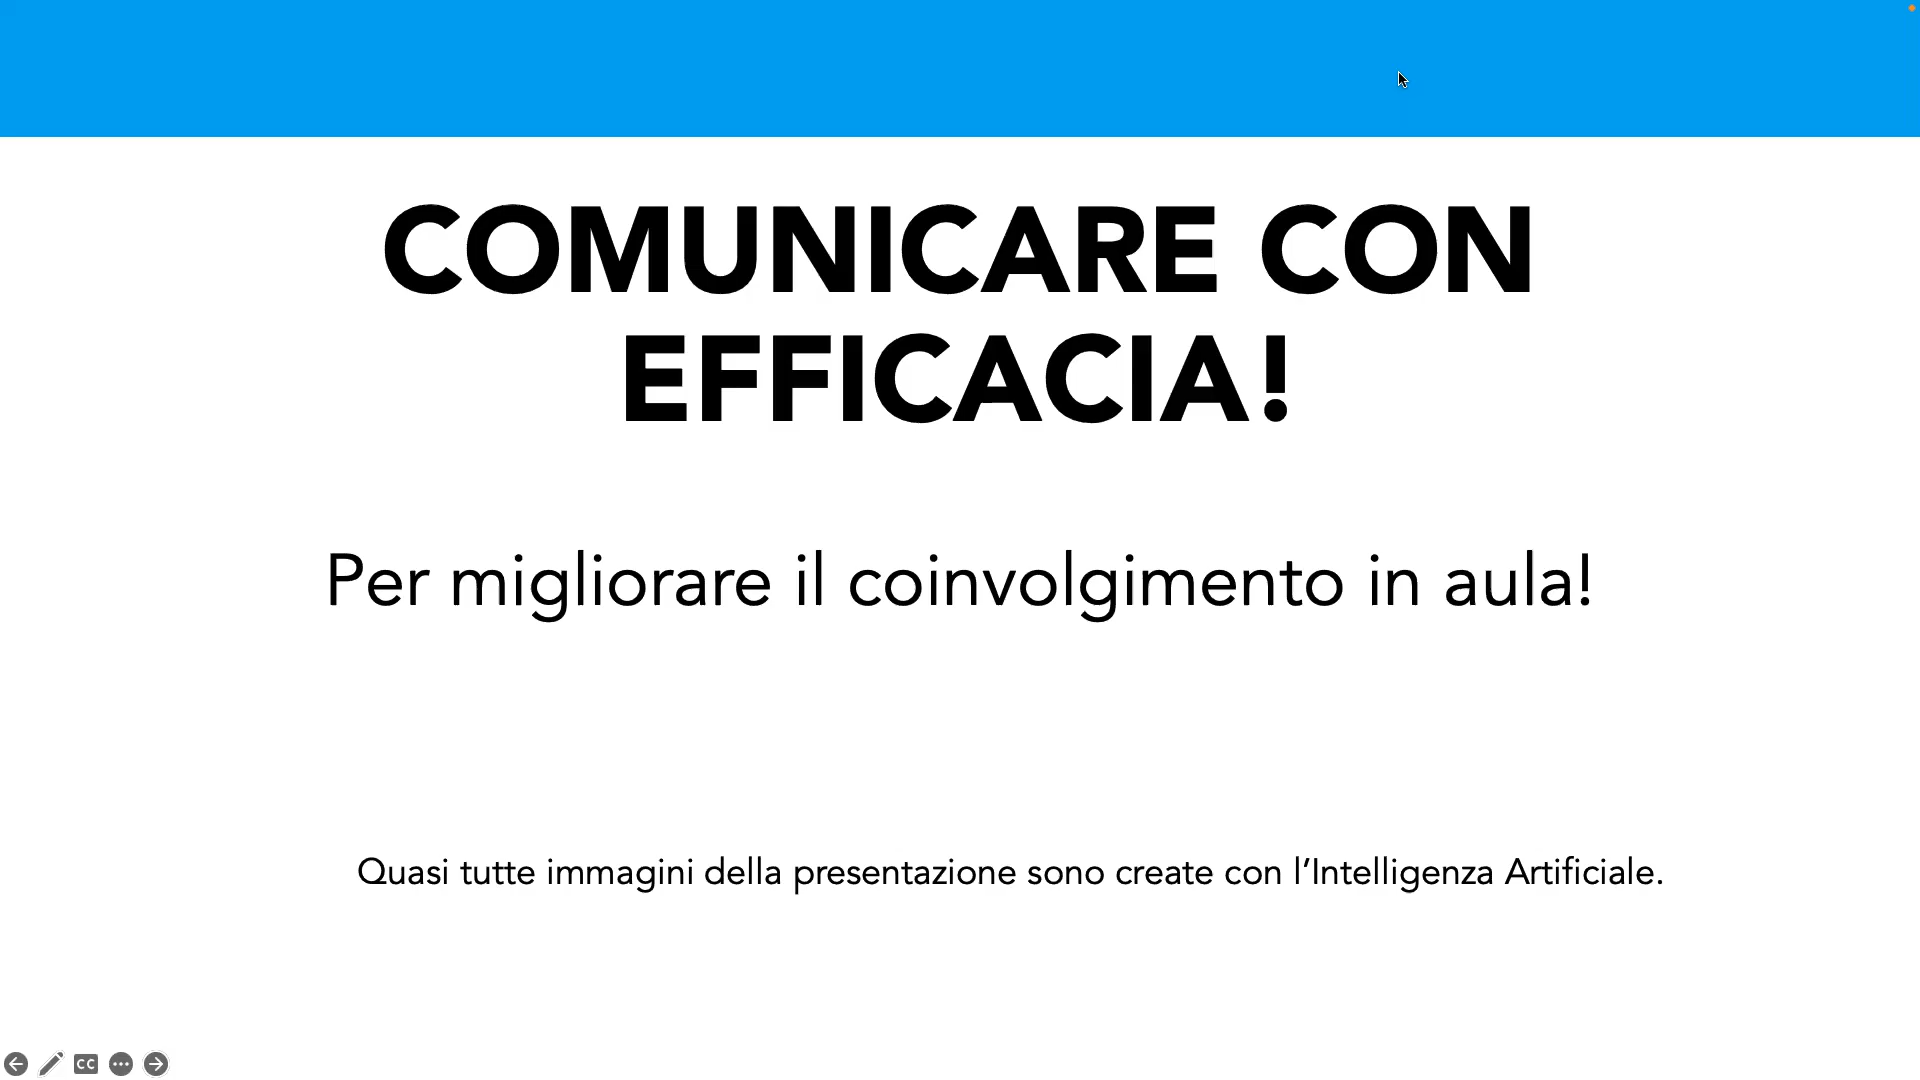 COMUNICARE CON
EFFICACIA!
Per migliorare il coinvolgimento in aula!
Quasi tutte immagini della presentazione sono create con l’Intelligenza Artificiale.
CC